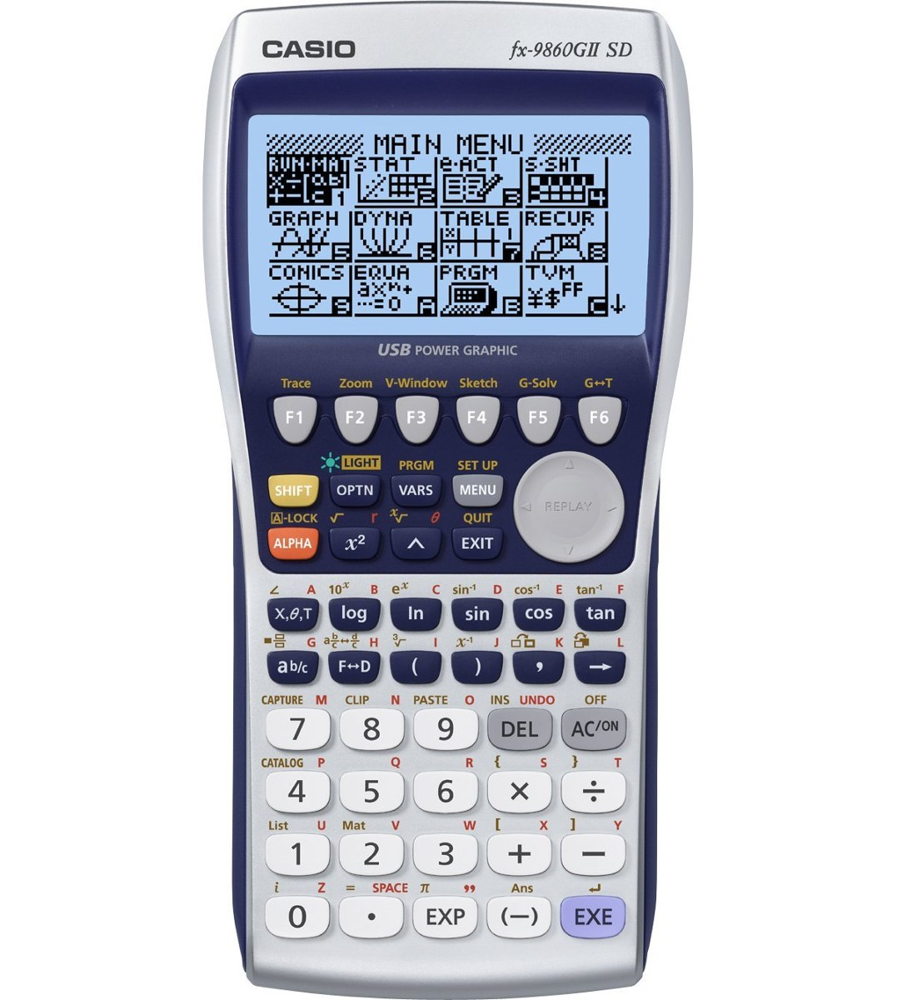 CASIO fx-9860GII SD
MAIN MENU
RUN·MAT STAT e·ACT S·SHT
1 2 3 4
GRAPH DYNA TABLE RECUR
5 6 7 8
CONICS EQUA PRGM TVM
9 A B C
USB POWER GRAPHIC
Trace Zoom V-Window Sketch G-Solv G↔T
F1 F2 F3 F4 F5 F6
LIGHT PRGM SET UP
SHIFT OPTN VARS MENU
REPLAY
A-LOCK √ r ˣ√ θ QUIT
ALPHA x² ^ EXIT
∠ A 10ˣ B eˣ C sin⁻¹ D cos⁻¹ E tan⁻¹ F
X,θ,T log ln sin cos tan
G a b/c↔d/c H ³√ I x⁻¹ J K L
a b/c F↔D ( ) , →
CAPTURE M CLIP N PASTE O INS UNDO OFF
7 8 9 DEL AC/ON
CATALOG P Q R { S } T
4 5 6 × ÷
List U Mat V W [ X ] Y
1 2 3 + −
i Z = SPACE π ” Ans ↵
0 · EXP (−) EXE